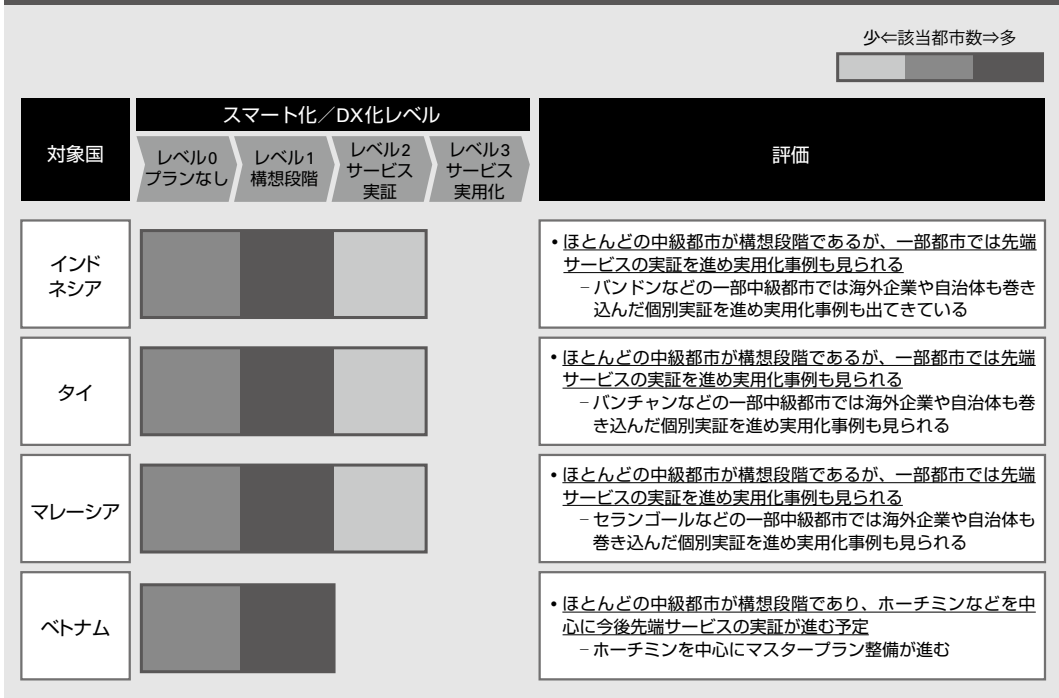 少⇐該当都市数⇒多
対象国
スマート化／DX化レベル
評価
レベル0
プランなし
レベル1
構想段階
レベル2
サービス
実証
レベル3
サービス
実用化
インド
ネシア
•ほとんどの中級都市が構想段階であるが、一部都市では先端
サービスの実証を進め実用化事例も見られる
－バンドンなどの一部中級都市では海外企業や自治体も巻き
込んだ個別実証を進め実用化事例も出てきている
タイ
•ほとんどの中級都市が構想段階であるが、一部都市では先端
サービスの実証を進め実用化事例も見られる
－バンチャンなどの一部中級都市では海外企業や自治体も巻
き込んだ個別実証を進め実用化事例も見られる
マレーシア
•ほとんどの中級都市が構想段階であるが、一部都市では先端
サービスの実証を進め実用化事例も見られる
－セランゴールなどの一部中級都市では海外企業や自治体も
巻き込んだ個別実証を進め実用化事例も見られる
ベトナム
•ほとんどの中級都市が構想段階であり、ホーチミンなどを中
心に今後先端サービスの実証が進む予定
－ホーチミンを中心にマスタープラン整備が進む